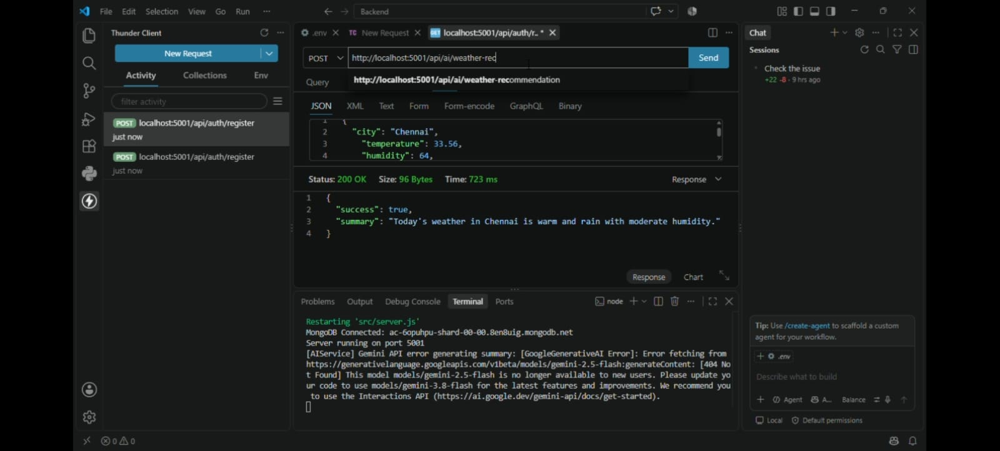 File Edit Selection View Go Run ···
Backend
Thunder Client
New Request
Activity Collections Env
filter activity
POST localhost:5001/api/auth/register
just now
POST localhost:5001/api/auth/register
just now
.env
TC New Request
GET localhost:5001/api/auth/r.. *
POST http://localhost:5001/api/ai/weather-rec Send
Query http://localhost:5001/api/ai/weather-recommendation
JSON XML Text Form Form-encode GraphQL Binary
1 {
2 "city": "Chennai",
3 "temperature": 33.56,
4 "humidity": 64,
Status: 200 OK Size: 96 Bytes Time: 723 ms Response
1 {
2 "success": true,
3 "summary": "Today's weather in Chennai is warm and rain with moderate humidity."
4 }
Response Chart
Problems Output Debug Console Terminal Ports node
Restarting 'src/server.js'
MongoDB Connected: ac-6opuhpu-shard-00-00.8en8uig.mongodb.net
Server running on port 5001
[AIService] Gemini API error generating summary: [GoogleGenerativeAI Error]: Error fetching from
https://generativelanguage.googleapis.com/v1beta/models/gemini-2.5-flash:generateContent: [404 No
t Found] This model models/gemini-2.5-flash is no longer available to new users. Please update yo
ur code to use models/gemini-3.8-flash for the latest features and improvements. We recommend you
to use the Interactions API (https://ai.google.dev/gemini-api/docs/get-started).
Chat
Sessions
Check the issue
+22 -8 · 9 hrs ago
Tip: Use /create-agent to scaffold a custom
agent for your workflow.
.env
Describe what to build
Agent A... Balance
Local Default permissions
0 0